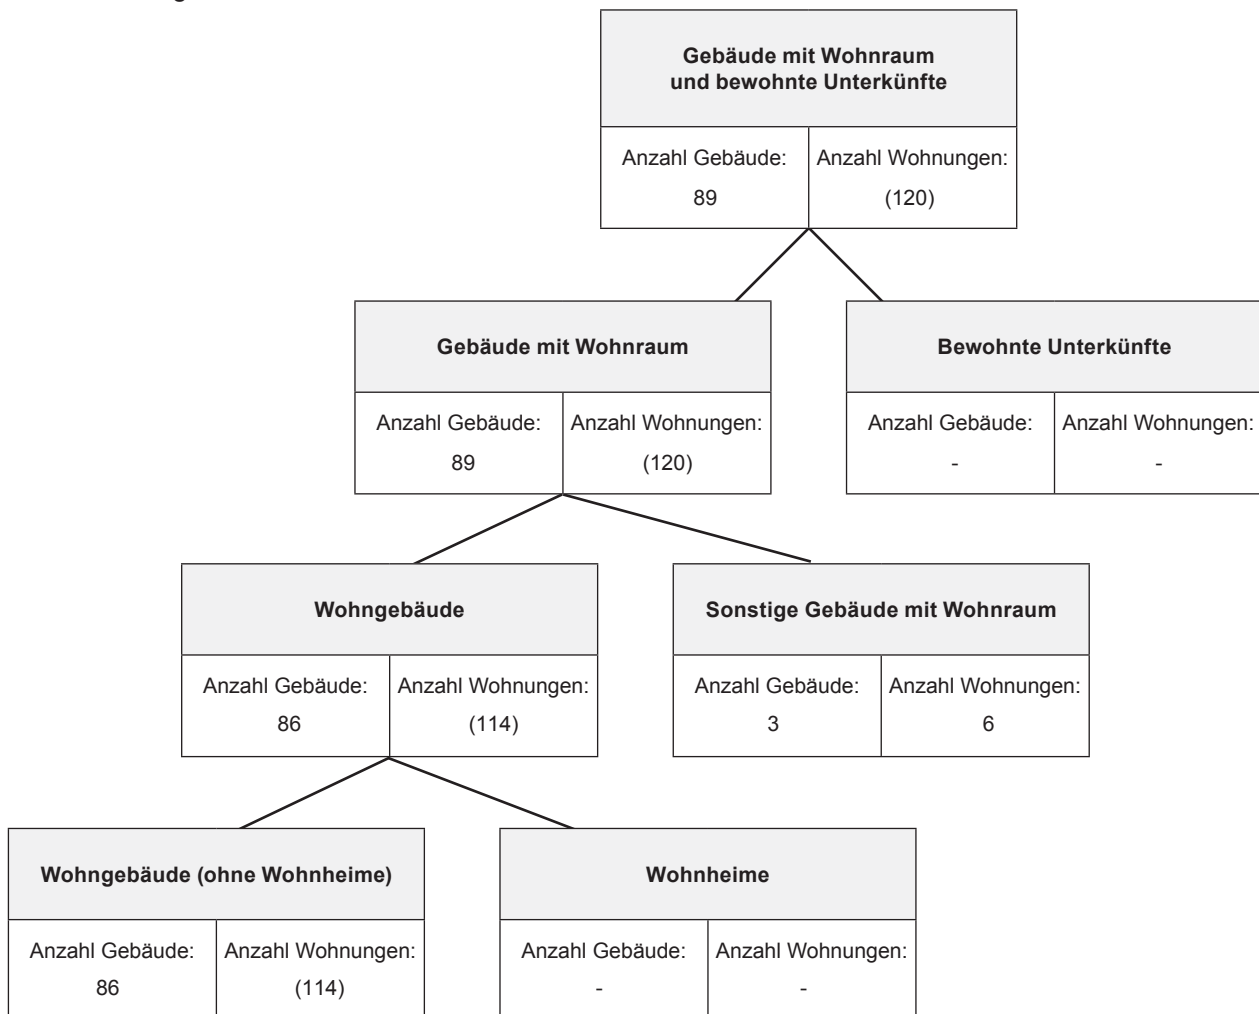 Gebäude mit Wohnraum
und bewohnte Unterkünfte
Anzahl Gebäude: Anzahl Wohnungen:
89 (120)
Gebäude mit Wohnraum Bewohnte Unterkünfte
Anzahl Gebäude: Anzahl Wohnungen: Anzahl Gebäude: Anzahl Wohnungen:
89 (120) - -
Wohngebäude Sonstige Gebäude mit Wohnraum
Anzahl Gebäude: Anzahl Wohnungen: Anzahl Gebäude: Anzahl Wohnungen:
86 (114) 3 6
Wohngebäude (ohne Wohnheime) Wohnheime
Anzahl Gebäude: Anzahl Wohnungen: Anzahl Gebäude: Anzahl Wohnungen:
86 (114) - -